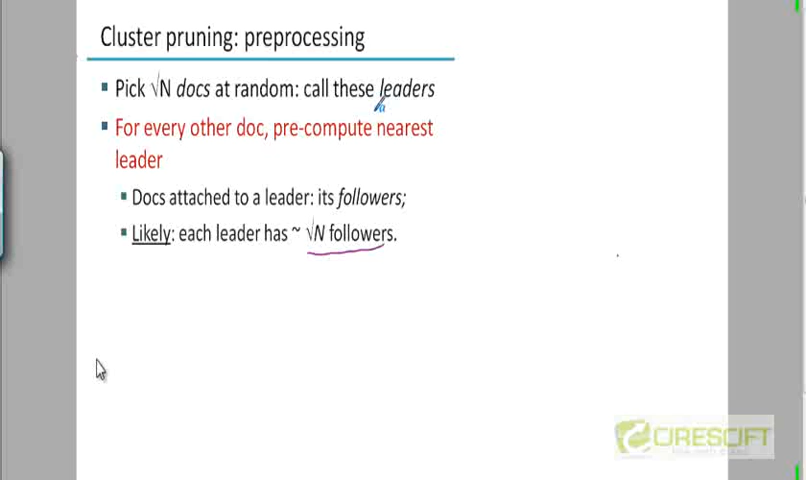 Cluster pruning: preprocessing
Pick √N docs at random: call these leaders
For every other doc, pre-compute nearest
leader
Docs attached to a leader: its followers;
Likely: each leader has ~ √N followers.
CIRESCIFT